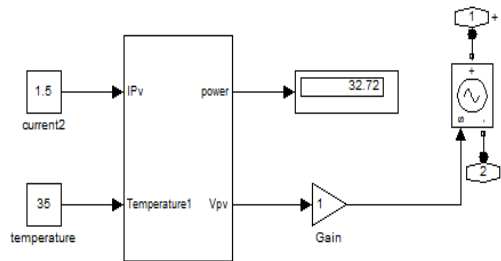 1 +
1.5
IPv
power
32.72
current2
+
s -
2
35
Temperature1
Vpv
1
temperature
Gain